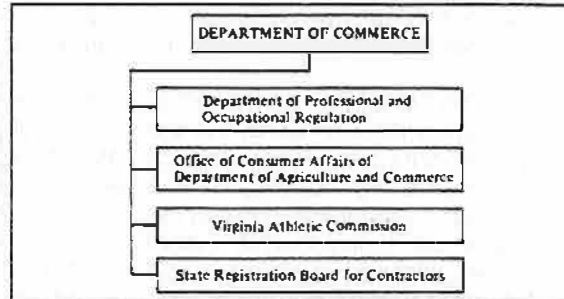 DEPARTMENT OF COMMERCE
Department of Professional and
Occupational Regulation
Office of Consumer Affairs of
Department of Agriculture and Commerce
Virginia Athletic Commission
State Registration Board for Contractors